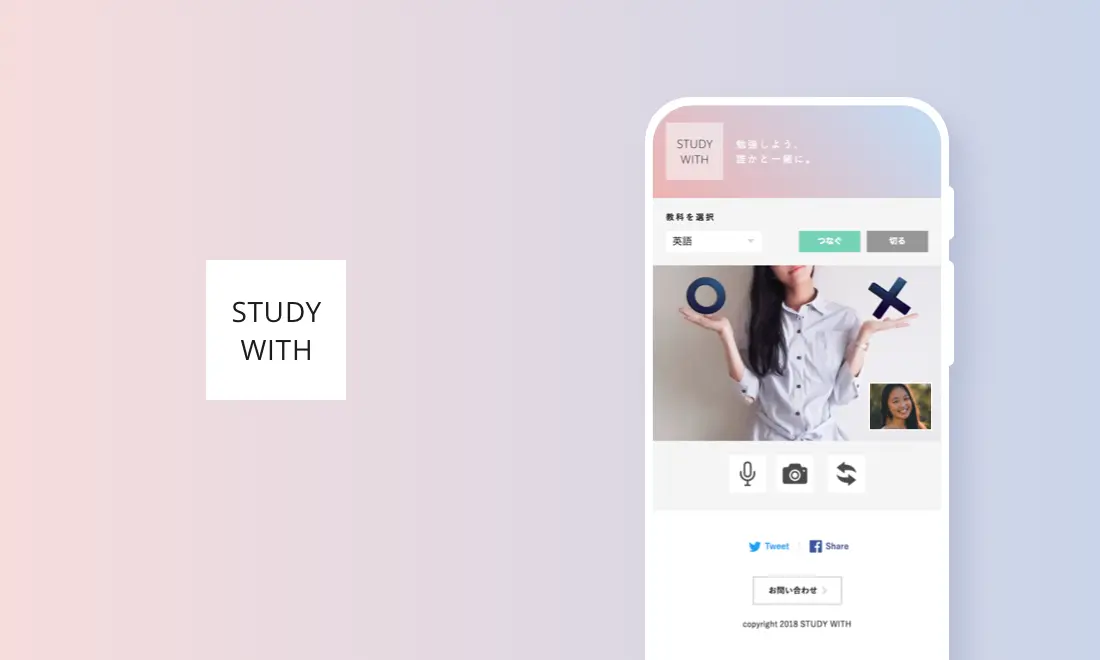 STUDY
WITH
STUDY
WITH
勉強しよう、
誰かと一緒に。
教科を選択
英語
つなぐ
切る
Tweet
Share
お問い合わせ
copyright 2018 STUDY WITH